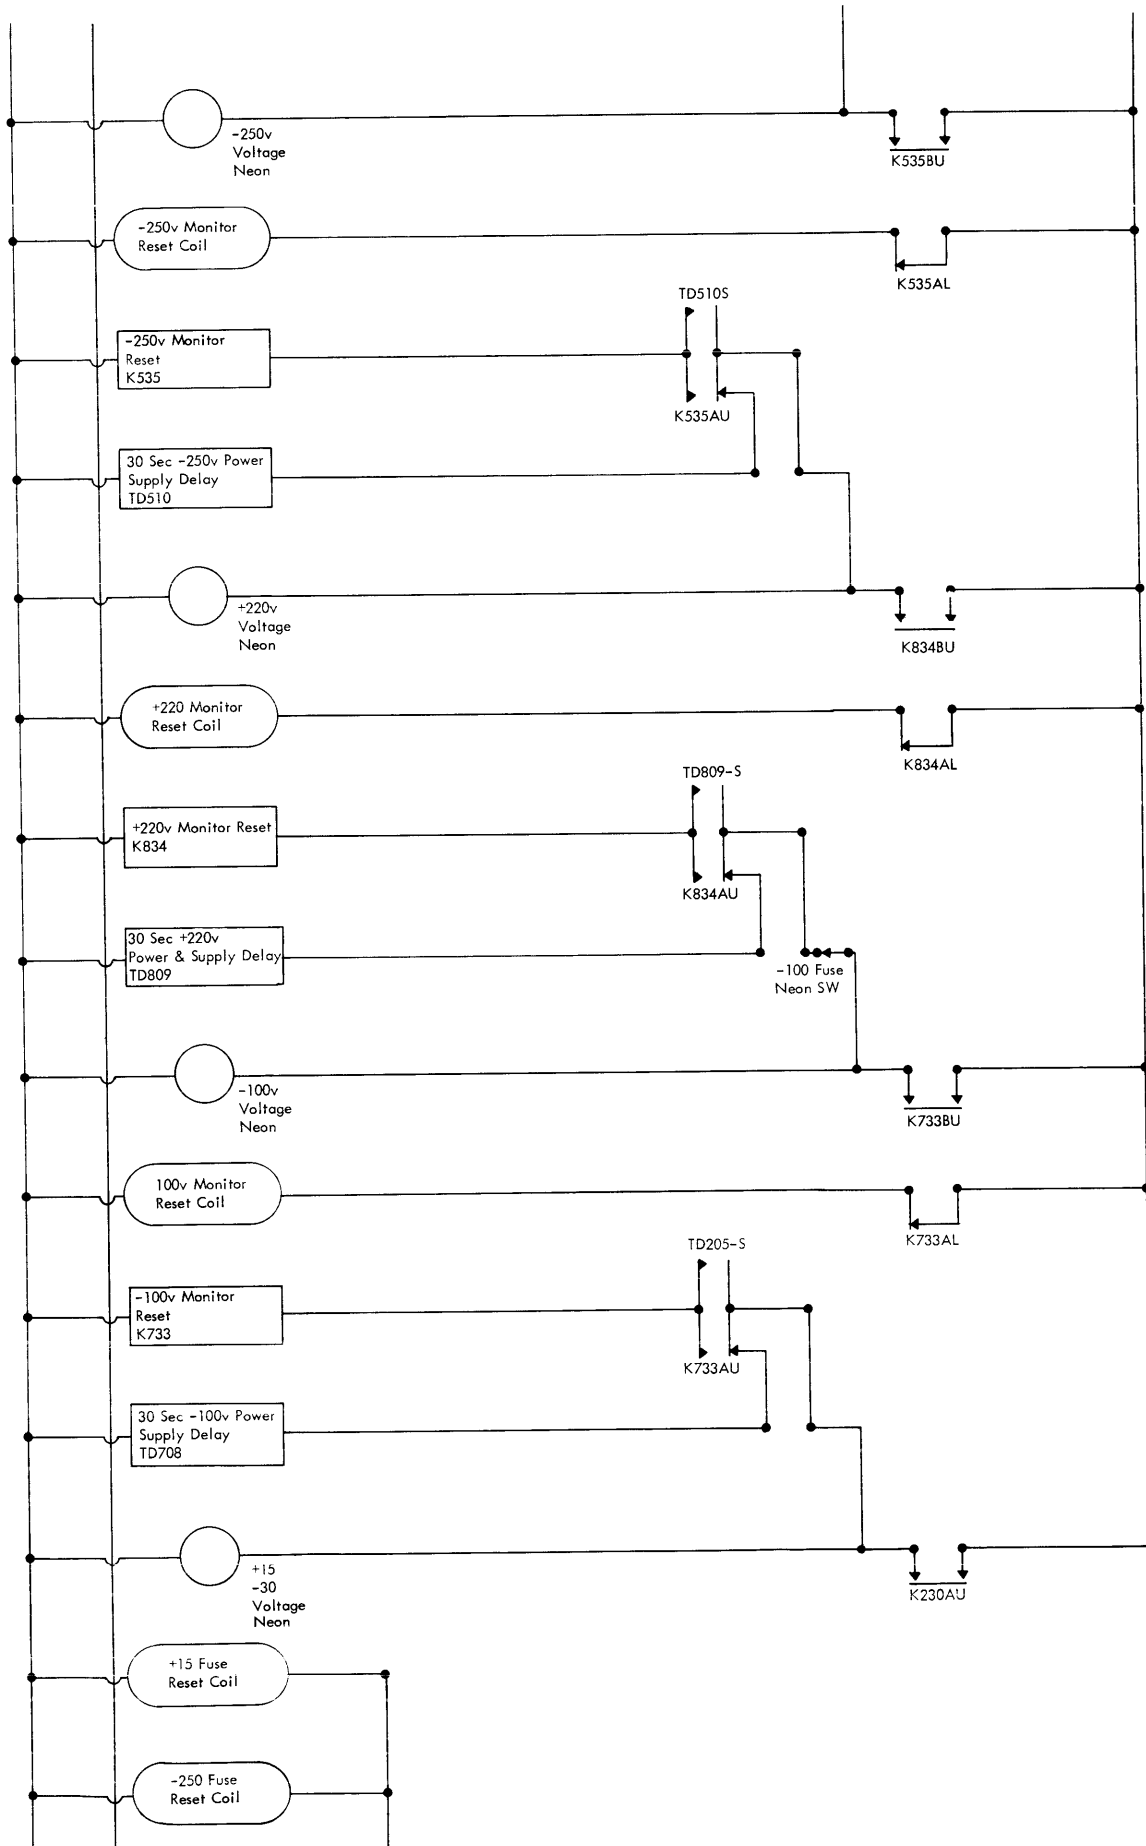 -250v
Voltage
Neon
K535BU
-250v Monitor
Reset Coil
K535AL
TD510S
-250v Monitor
Reset
K535
K535AU
30 Sec -250v Power
Supply Delay
TD510
+220v
Voltage
Neon
K834BU
+220 Monitor
Reset Coil
K834AL
TD809-S
+220v Monitor Reset
K834
K834AU
30 Sec +220v
Power & Supply Delay
TD809
-100 Fuse
Neon SW
-100v
Voltage
Neon
K733BU
100v Monitor
Reset Coil
K733AL
TD205-S
-100v Monitor
Reset
K733
K733AU
30 Sec -100v Power
Supply Delay
TD708
+15
-30
Voltage
Neon
K230AU
+15 Fuse
Reset Coil
-250 Fuse
Reset Coil